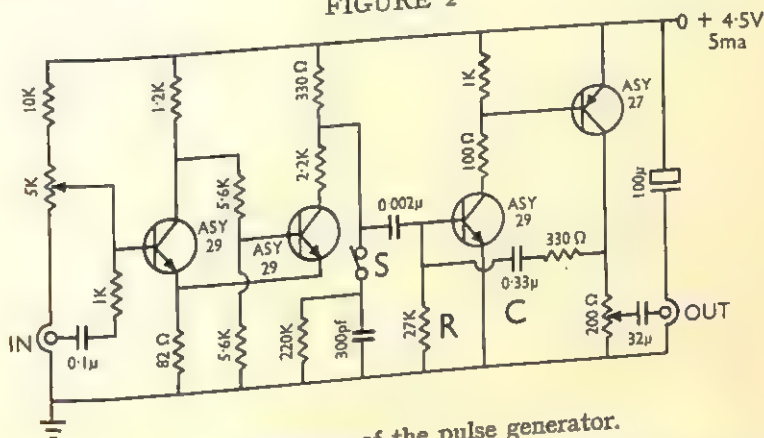 FIGURE 2
+ 4·5V
5ma
10K
1·2K
330 Ω
1K
ASY
27
5K
5·6K
2·2K
100 Ω
100μ
0·002μ
ASY
29
ASY
29
ASY
29
330 Ω
S
1K
0·33μ
IN
0·1μ
82 Ω
5·6K
220K
300pf
27K
R
C
200 Ω
32μ
OUT
of the pulse generator.